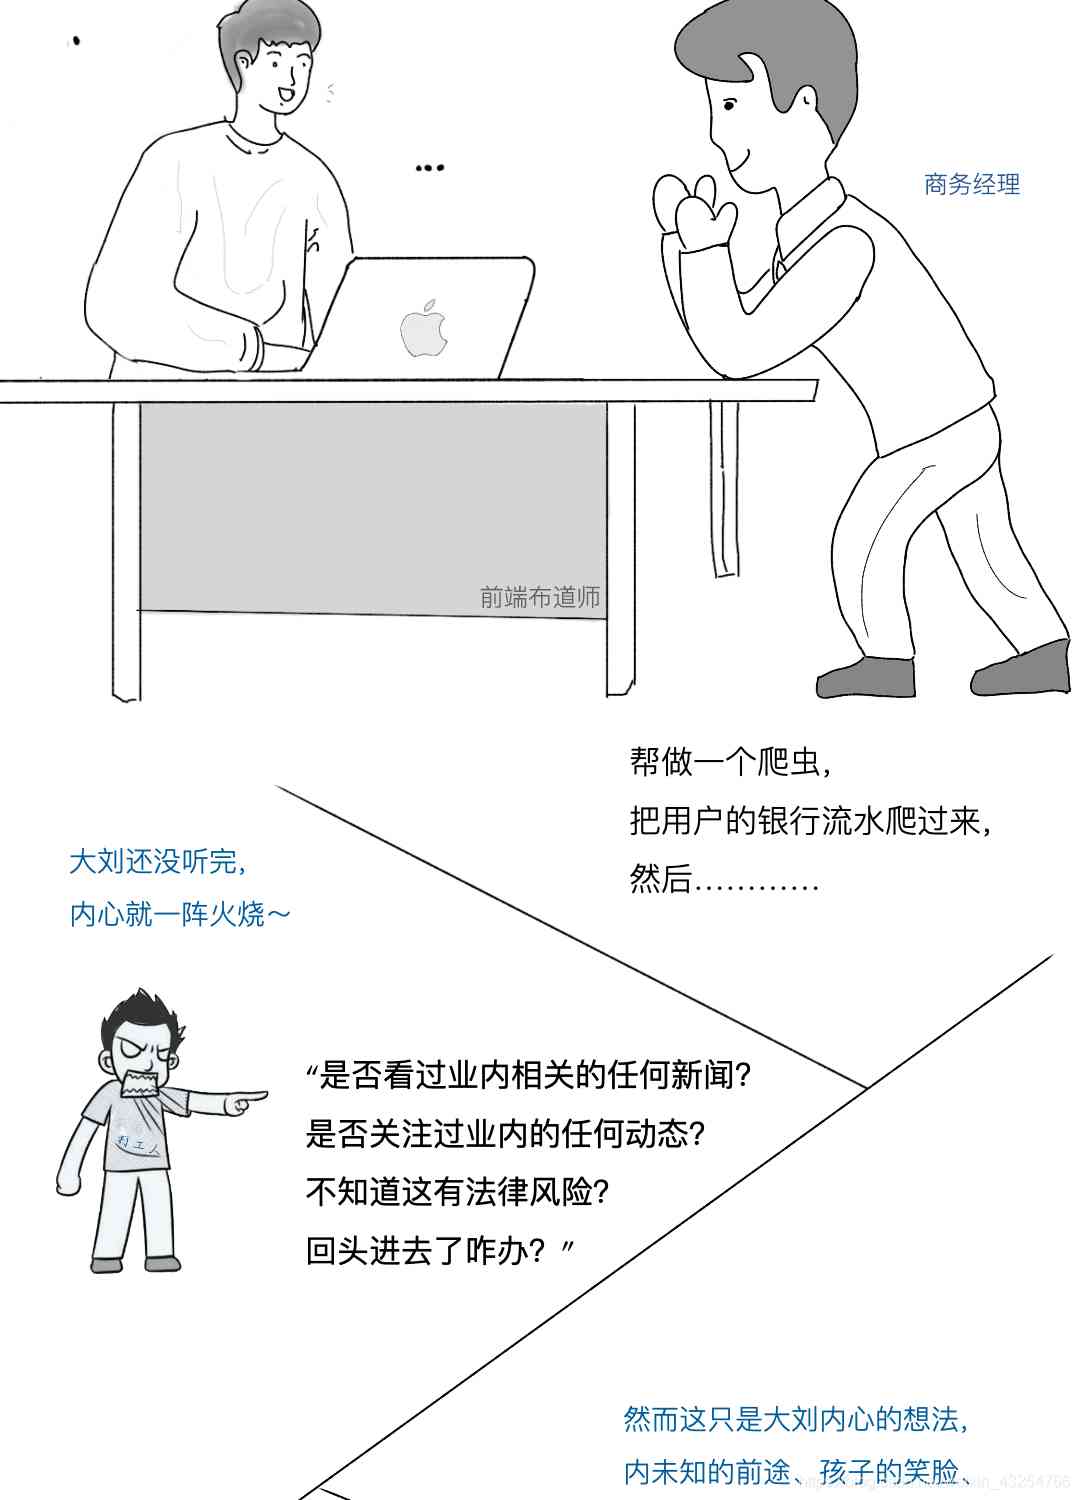 商务经理
前端布道师
帮做一个爬虫，
把用户的银行流水爬过来，
然后…………
大刘还没听完，
内心就一阵火烧～
“是否看过业内相关的任何新闻？
是否关注过业内的任何动态？
不知道这有法律风险？
回头进去了咋办？”
工人
然而这只是大刘内心的想法，
内未知的前途、孩子的笑脸、